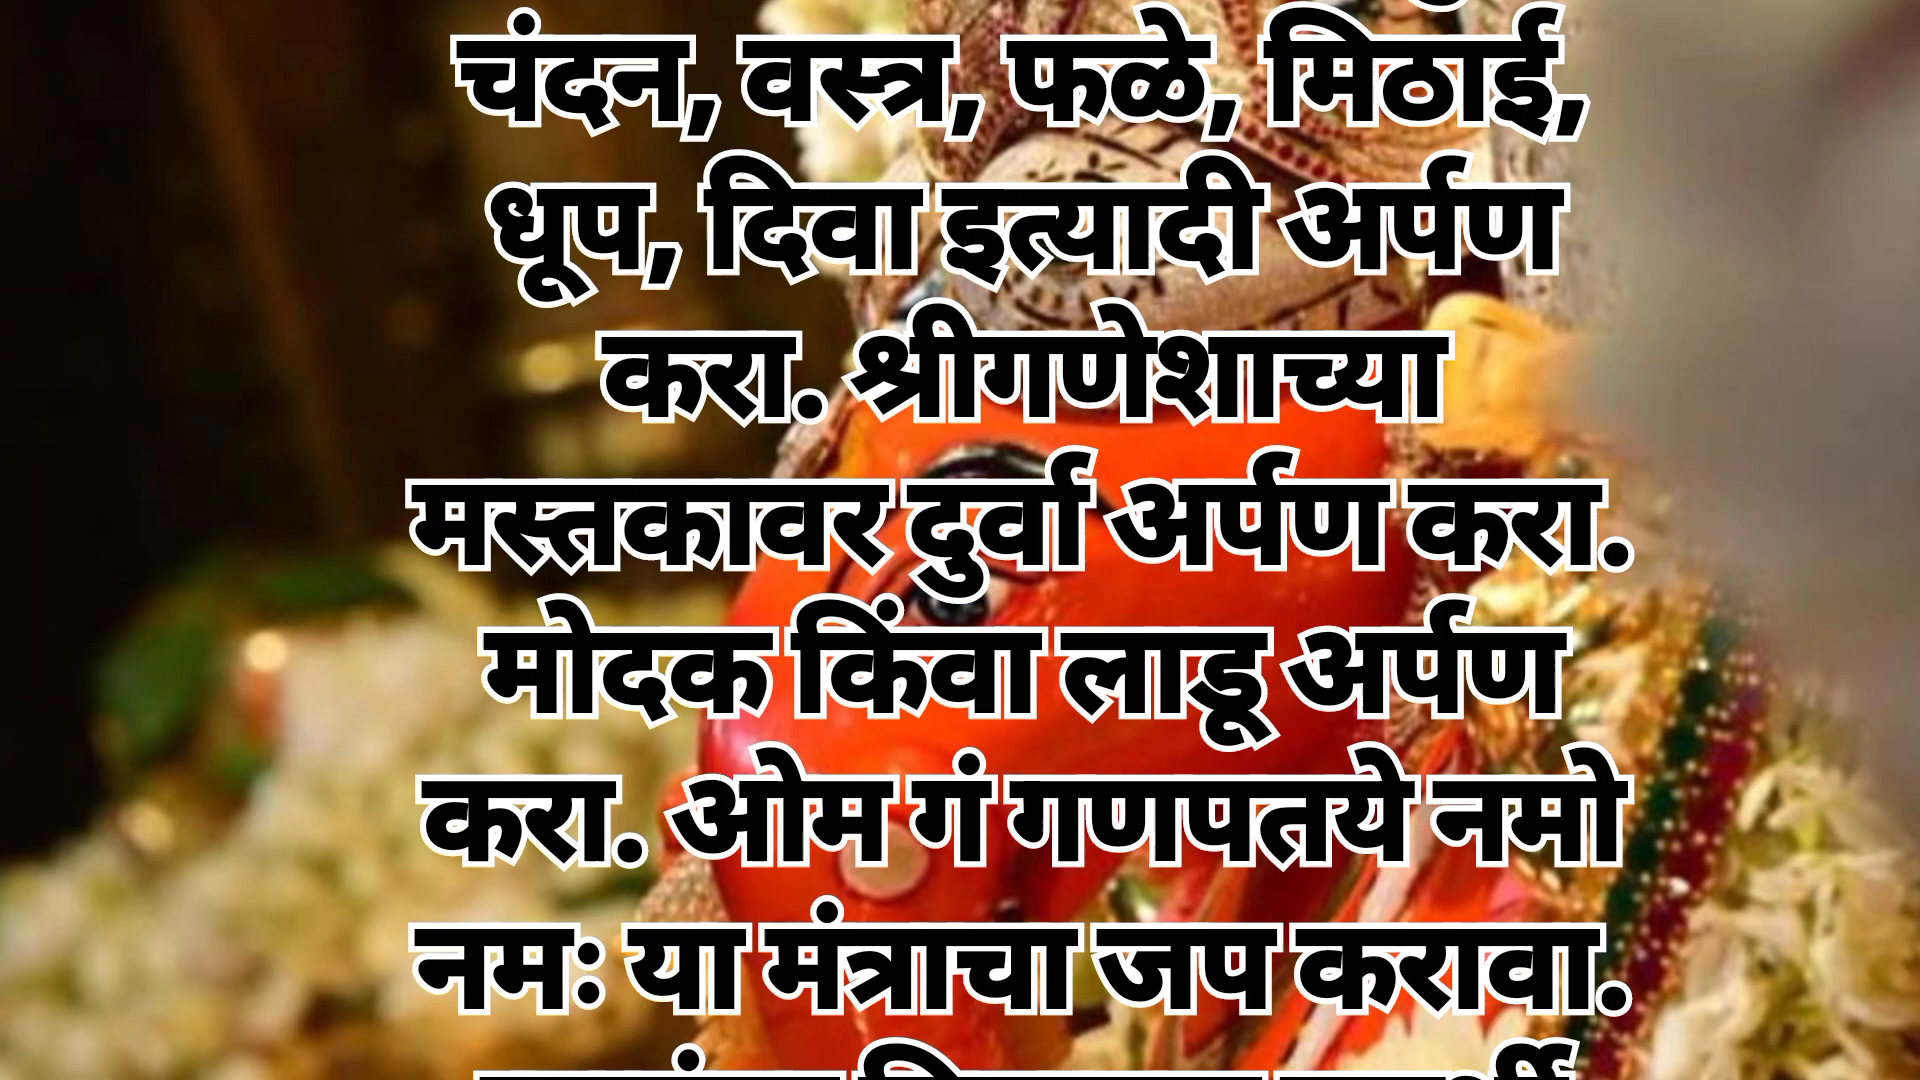 चंदन, वस्त्र, फळे, मिठाई,
धूप, दिवा इत्यादी अर्पण
करा. श्रीगणेशाच्या
मस्तकावर दुर्वा अर्पण करा.
मोदक किंवा लाडू अर्पण
करा. ओम गं गणपतये नमो
नमः या मंत्राचा जप करावा.